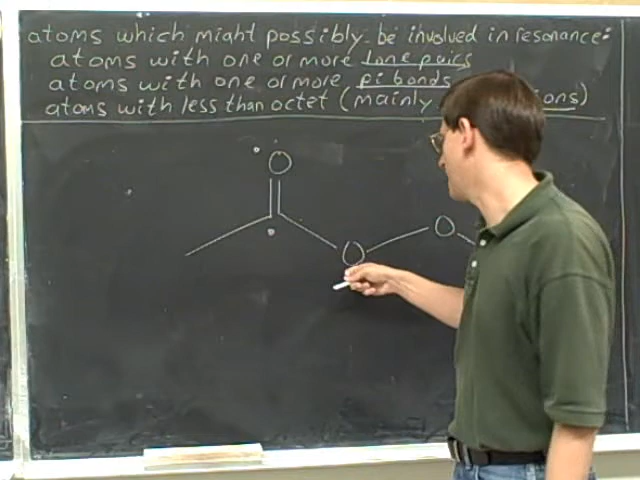 atoms which might possibly be involved in resonance:
atoms with one or more lone pairs
atoms with one or more pi bonds
atoms with less than octet (mainly ions)
O
O
O